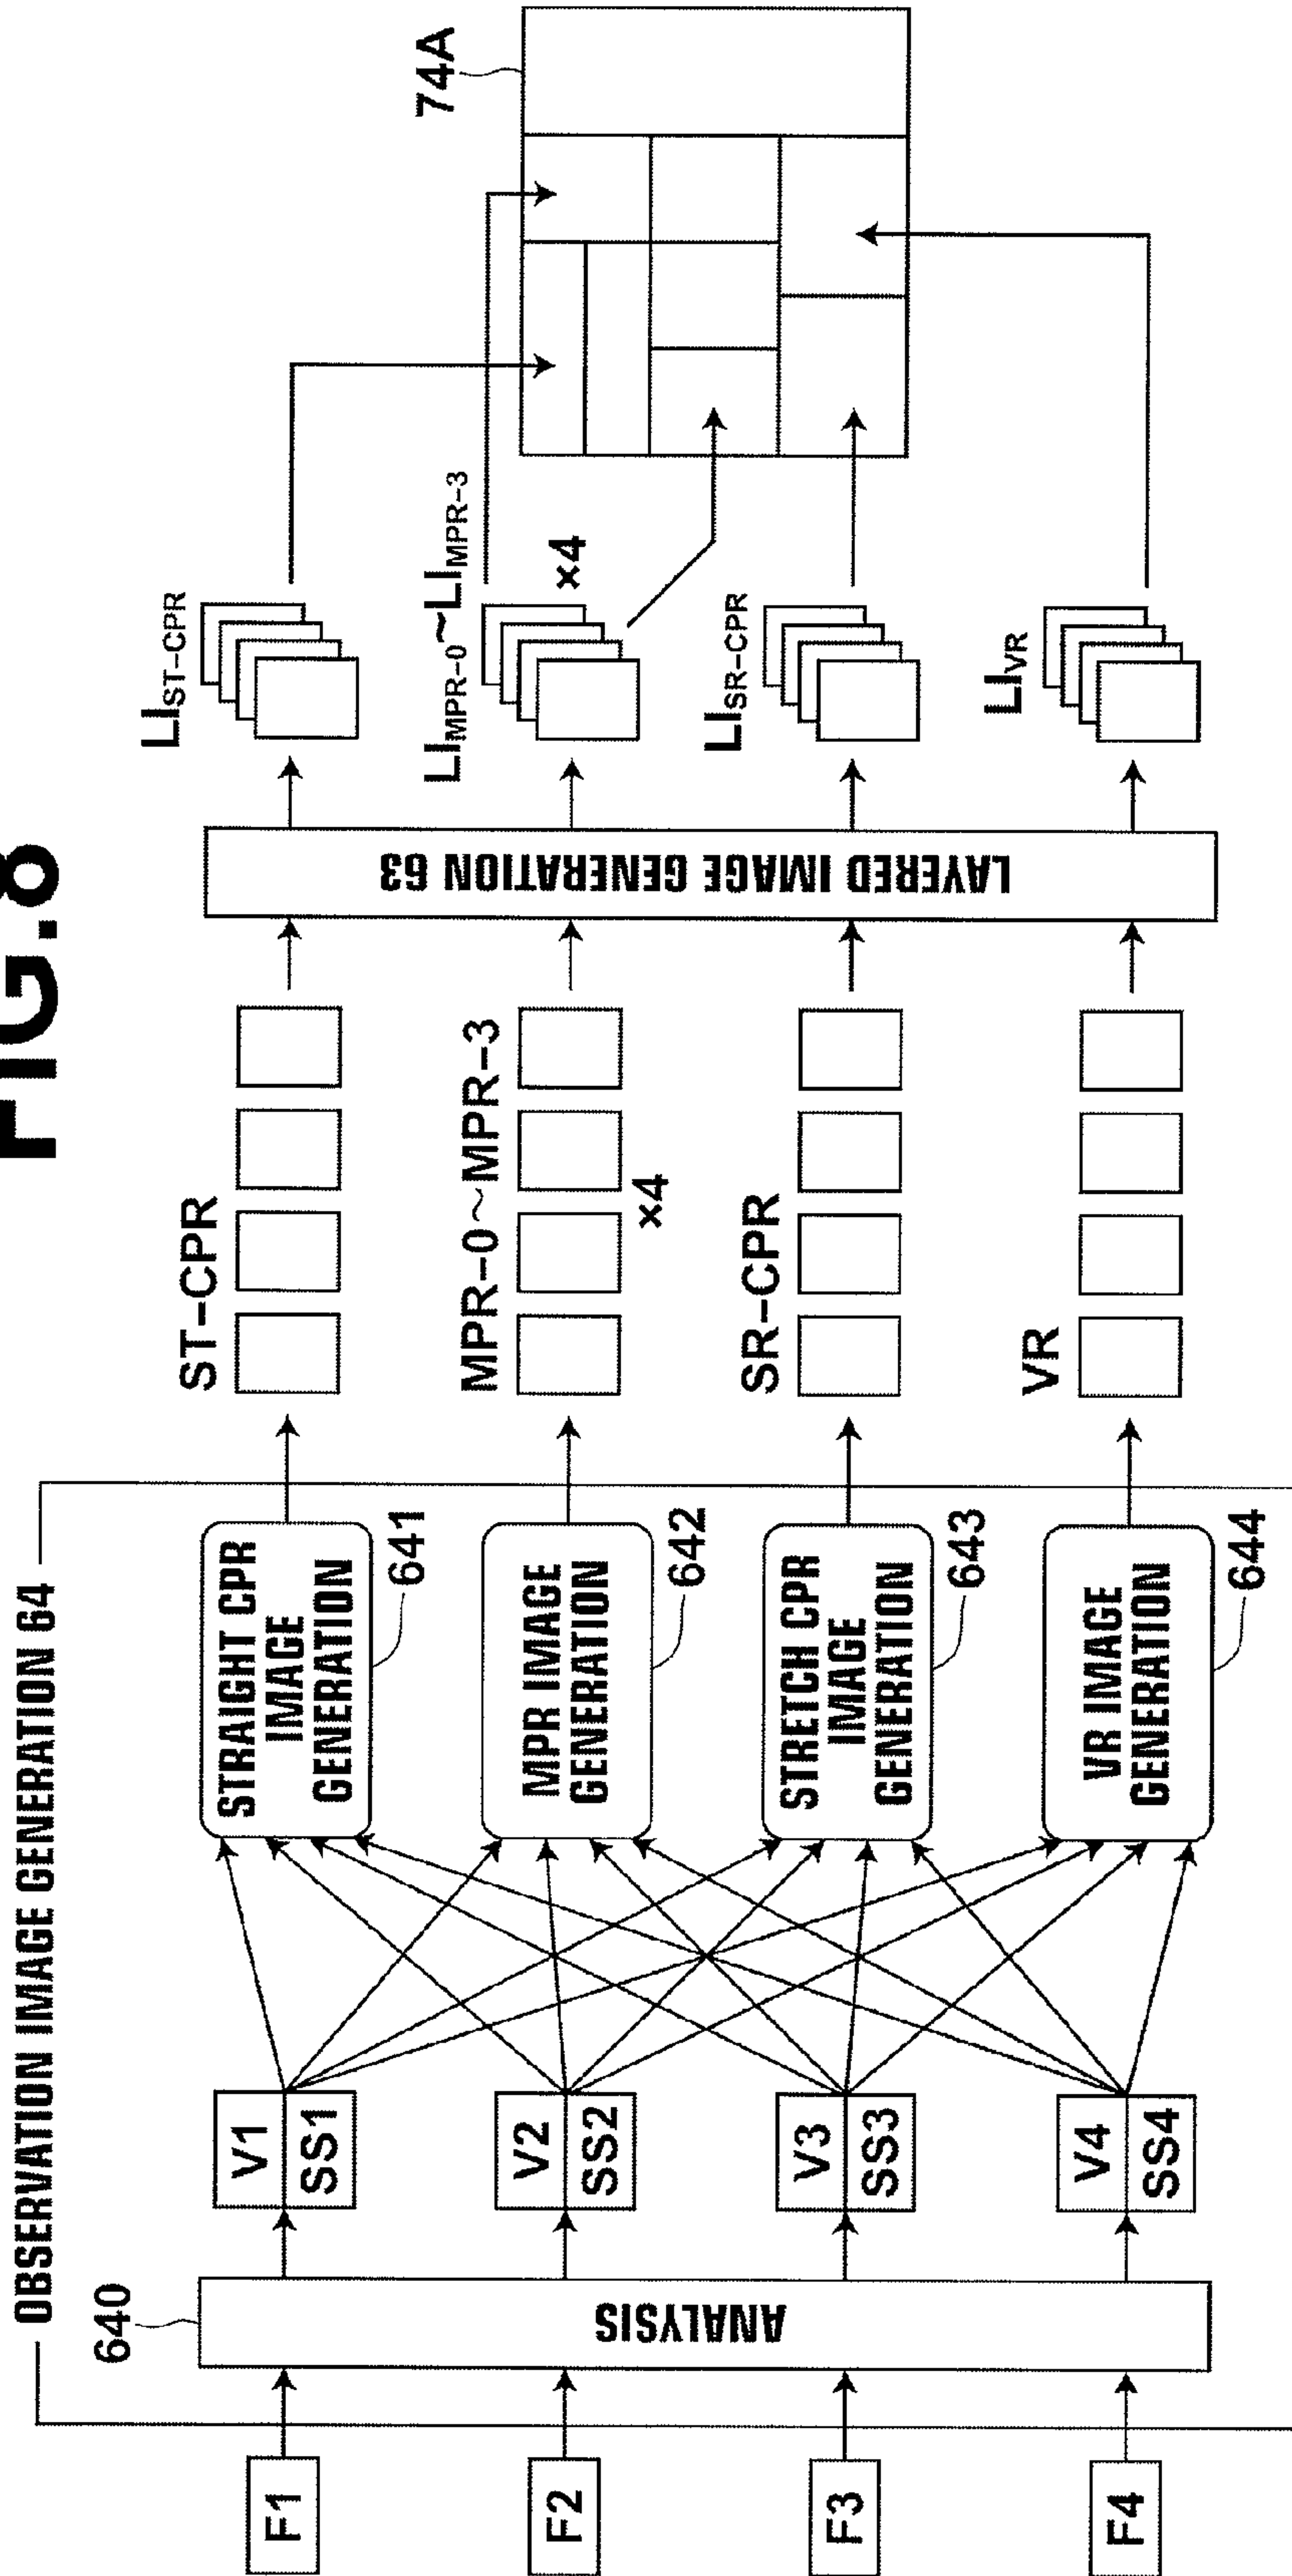 FIG.8
OBSERVATION IMAGE GENERATION 64
F1
F2
F3
F4
640
ANALYSIS
V1
SS1
V2
SS2
V3
SS3
V4
SS4
STRAIGHT CPR
IMAGE
GENERATION
641
MPR IMAGE
GENERATION
642
STRETCH CPR
IMAGE
GENERATION
643
VR IMAGE
GENERATION
644
ST-CPR
MPR-0~MPR-3
×4
SR-CPR
VR
LAYERED IMAGE GENERATION 63
LIST-CPR
LIMPR-0~LIMPR-3
×4
LISR-CPR
LIVR
74A